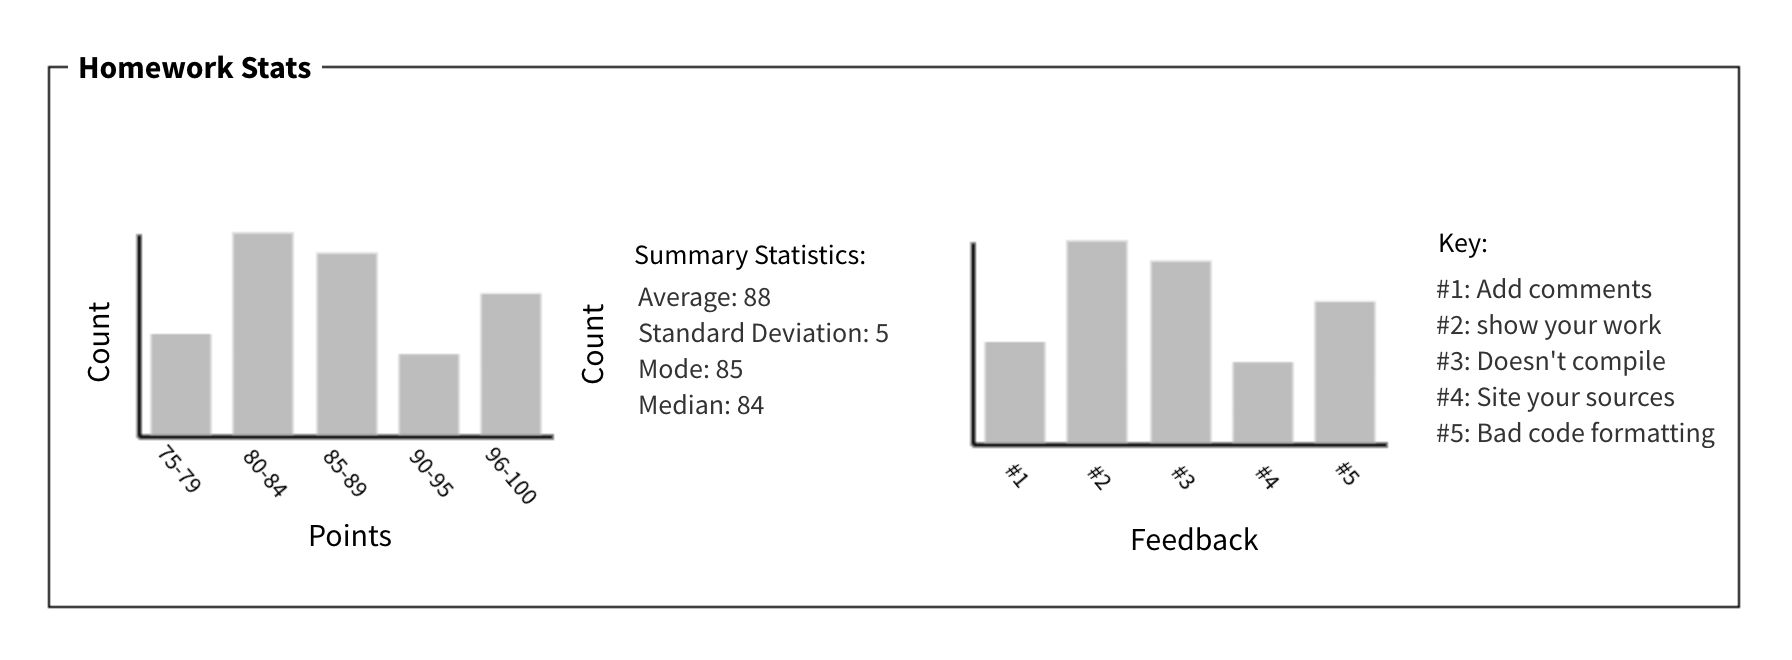 Homework Stats
Count
75-79
80-84
85-89
90-95
96-100
Points
Summary Statistics:
Average: 88
Standard Deviation: 5
Mode: 85
Median: 84
Count
#1
#2
#3
#4
#5
Feedback
Key:
#1: Add comments
#2: show your work
#3: Doesn't compile
#4: Site your sources
#5: Bad code formatting